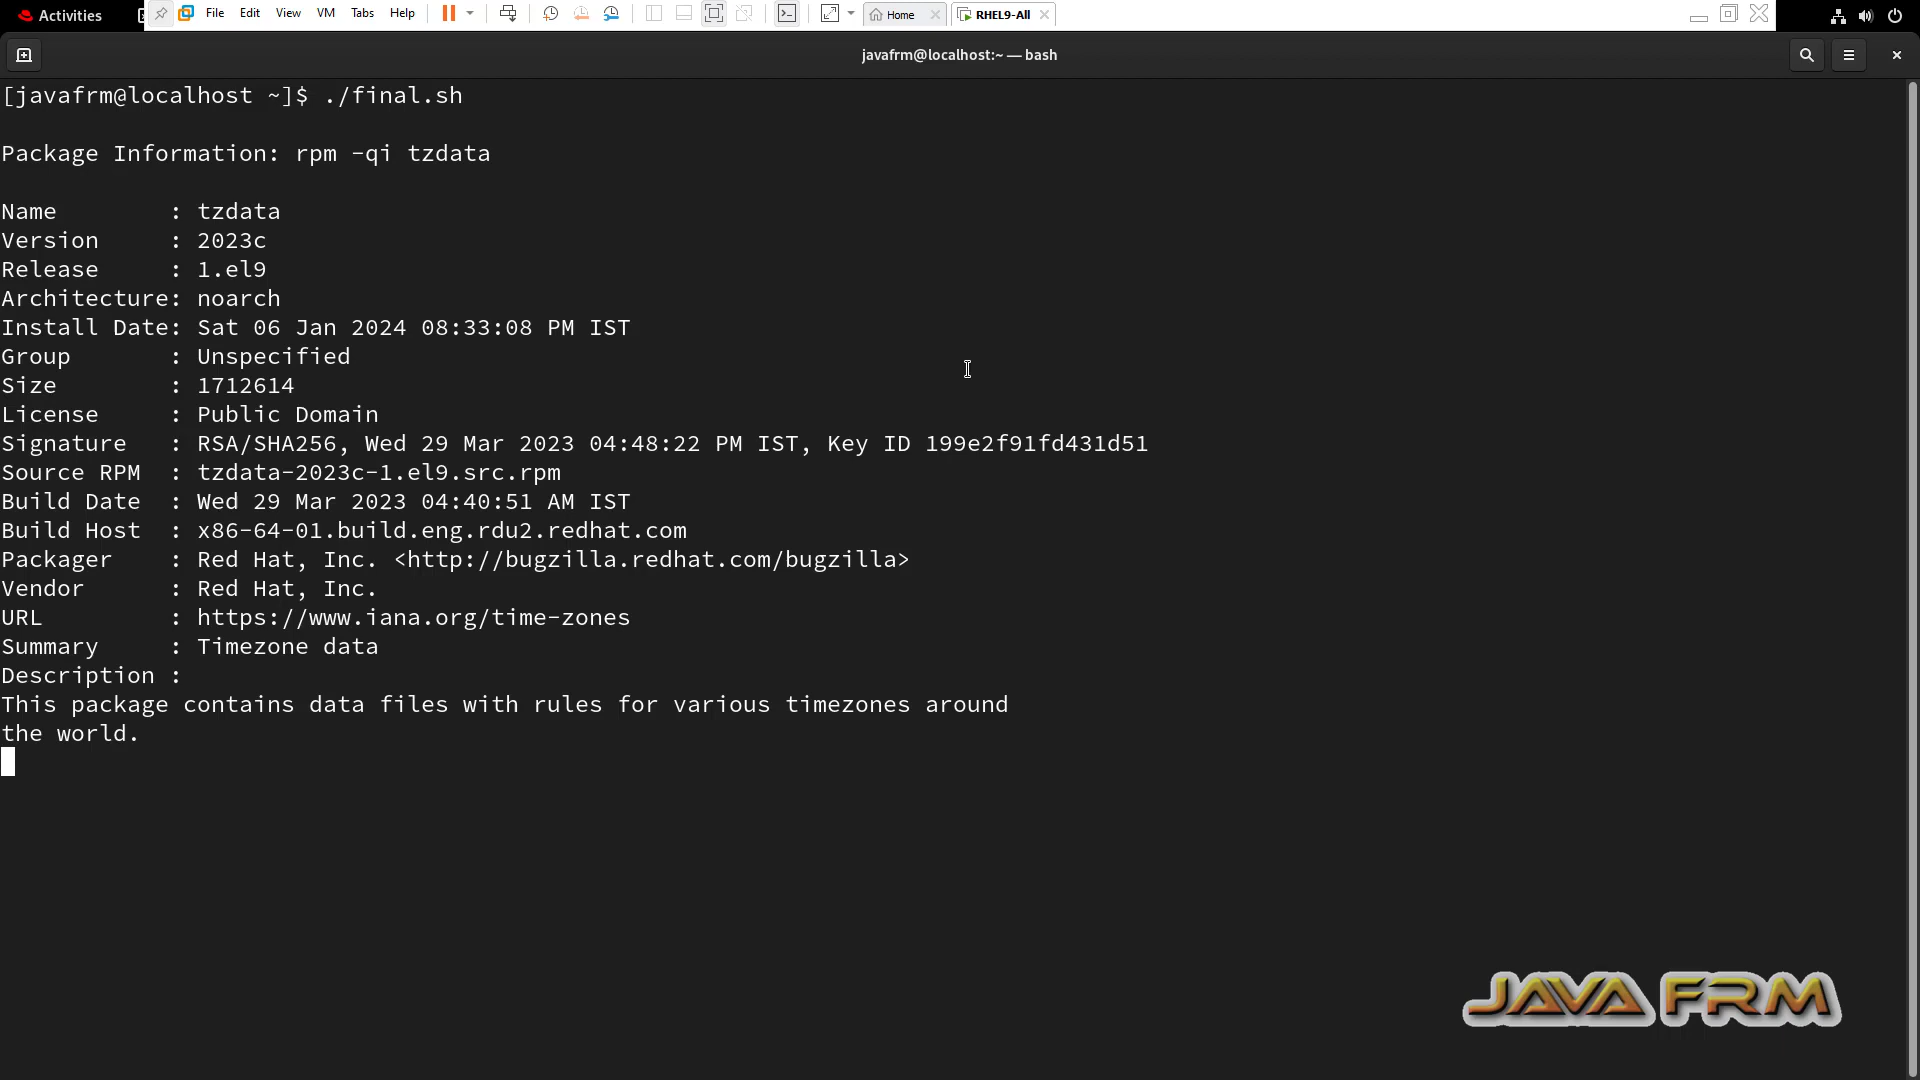 Activities File Edit View VM Tabs Help Home RHEL9-All
javafrm@localhost:~ — bash
[javafrm@localhost ~]$ ./final.sh
Package Information: rpm -qi tzdata
Name        : tzdata
Version     : 2023c
Release     : 1.el9
Architecture: noarch
Install Date: Sat 06 Jan 2024 08:33:08 PM IST
Group       : Unspecified
Size        : 1712614
License     : Public Domain
Signature   : RSA/SHA256, Wed 29 Mar 2023 04:48:22 PM IST, Key ID 199e2f91fd431d51
Source RPM  : tzdata-2023c-1.el9.src.rpm
Build Date  : Wed 29 Mar 2023 04:40:51 AM IST
Build Host  : x86-64-01.build.eng.rdu2.redhat.com
Packager    : Red Hat, Inc. <http://bugzilla.redhat.com/bugzilla>
Vendor      : Red Hat, Inc.
URL         : https://www.iana.org/time-zones
Summary     : Timezone data
Description :
This package contains data files with rules for various timezones around
the world.
JAVA FRM